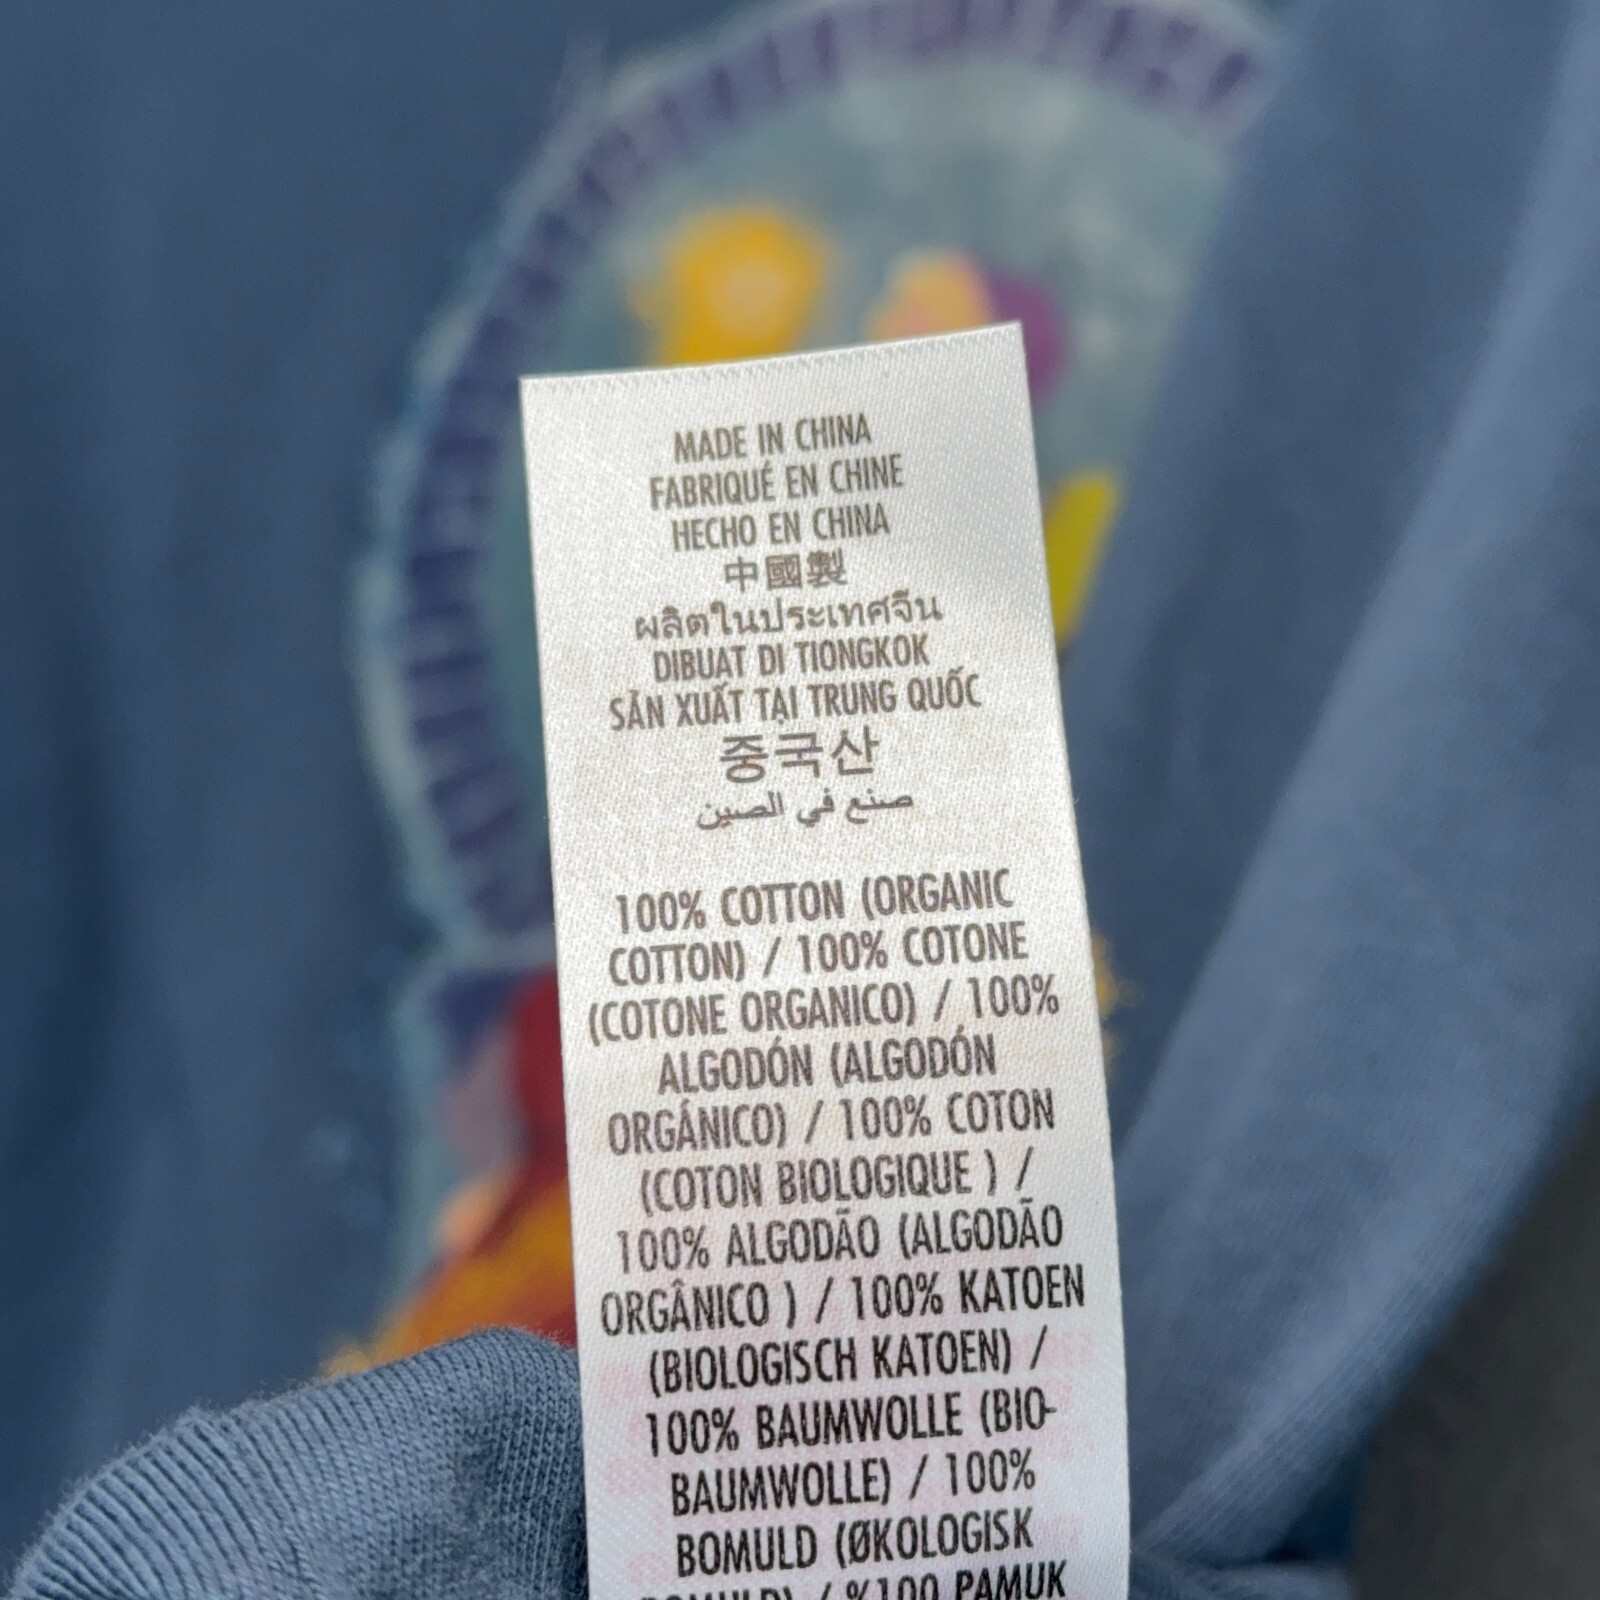 MADE IN CHINA
FABRIQUÉ EN CHINE
HECHO EN CHINA
中國製
ผลิตในประเทศจีน
DIBUAT DI TIONGKOK
SẢN XUẤT TẠI TRUNG QUỐC
중국산
صنع في الصين
100% COTTON (ORGANIC
COTTON) / 100% COTONE
(COTONE ORGANICO) / 100%
ALGODÓN (ALGODÓN
ORGÁNICO) / 100% COTON
(COTON BIOLOGIQUE ) /
100% ALGODÃO (ALGODÃO
ORGÂNICO ) / 100% KATOEN
(BIOLOGISCH KATOEN) /
100% BAUMWOLLE (BIO-
BAUMWOLLE) / 100%
BOMULD (ØKOLOGISK
BOMULD) / %100 PAMUK